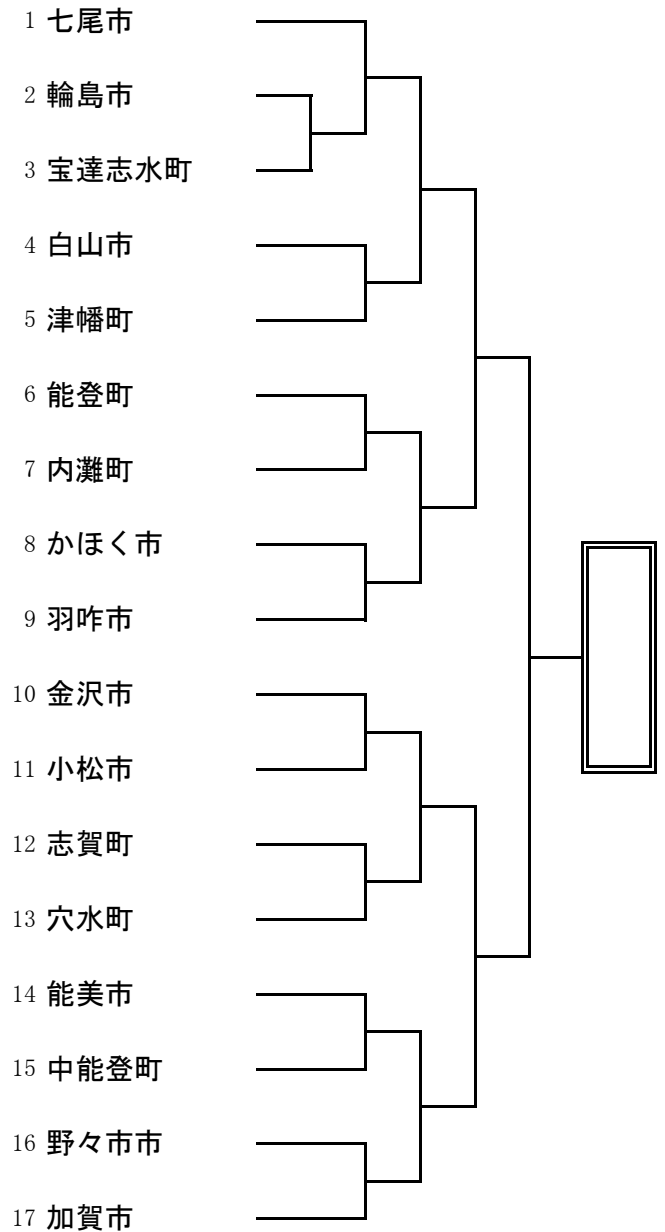 1 七尾市
2 輪島市
3 宝達志水町
4 白山市
5 津幡町
6 能登町
7 内灘町
8 かほく市
9 羽咋市
10 金沢市
11 小松市
12 志賀町
13 穴水町
14 能美市
15 中能登町
16 野々市市
17 加賀市